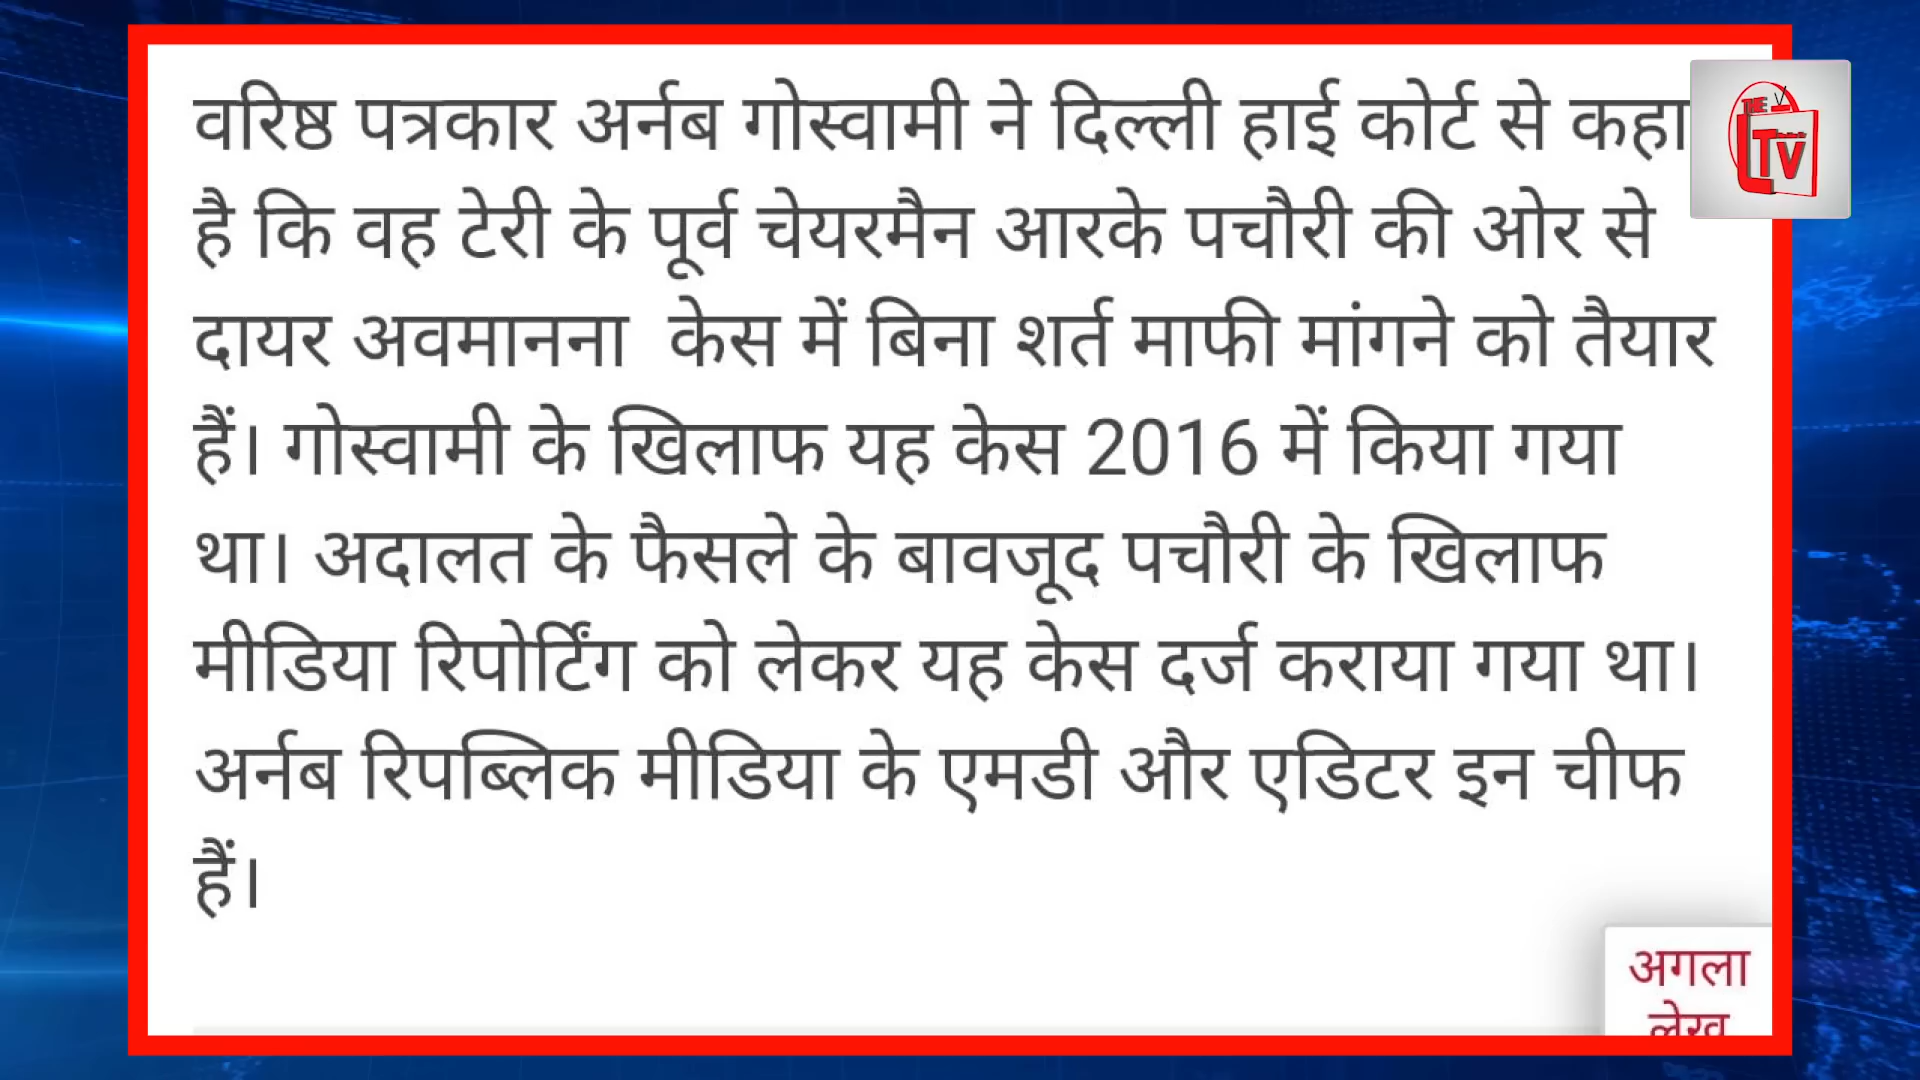 वरिष्ठ पत्रकार अर्नब गोस्वामी ने दिल्ली हाई कोर्ट से कहा
है कि वह टेरी के पूर्व चेयरमैन आरके पचौरी की ओर से
दायर अवमानना केस में बिना शर्त माफी मांगने को तैयार
हैं। गोस्वामी के खिलाफ यह केस 2016 में किया गया
था। अदालत के फैसले के बावजूद पचौरी के खिलाफ
मीडिया रिपोर्टिंग को लेकर यह केस दर्ज कराया गया था।
अर्नब रिपब्लिक मीडिया के एमडी और एडिटर इन चीफ
हैं।
अगला
लेख
THE
TV